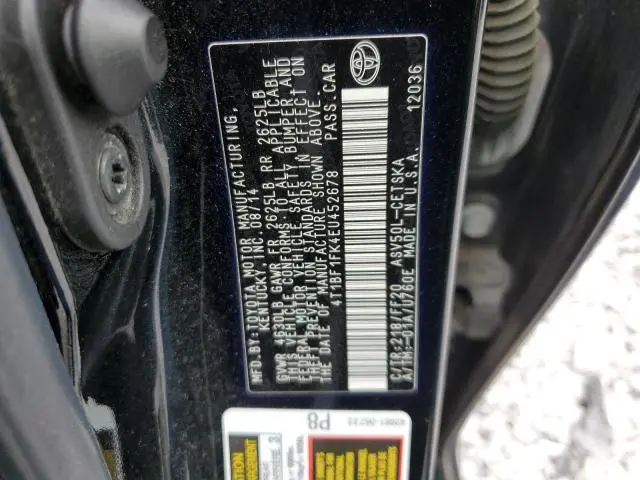 MFD.BY: TOYOTA MOTOR MANUFACTURING,
KENTUCKY, INC. 08/14
GVWR 4630LB GAWR FR 2625LB RR 2625LB
THIS VEHICLE CONFORMS TO ALL APPLICABLE
FEDERAL MOTOR VEHICLE SAFETY BUMPER, AND
THEFT PREVENTION STANDARDS IN EFFECT ON
THE DATE OF MANUFACTURE SHOWN ABOVE.
4T1BF1FK4EU452678 PASS.CAR
C/TR:218/FF20 ASV50L-CETSKA
A/TM:-01A/U760E MADE IN U.S.A. 12036
P8